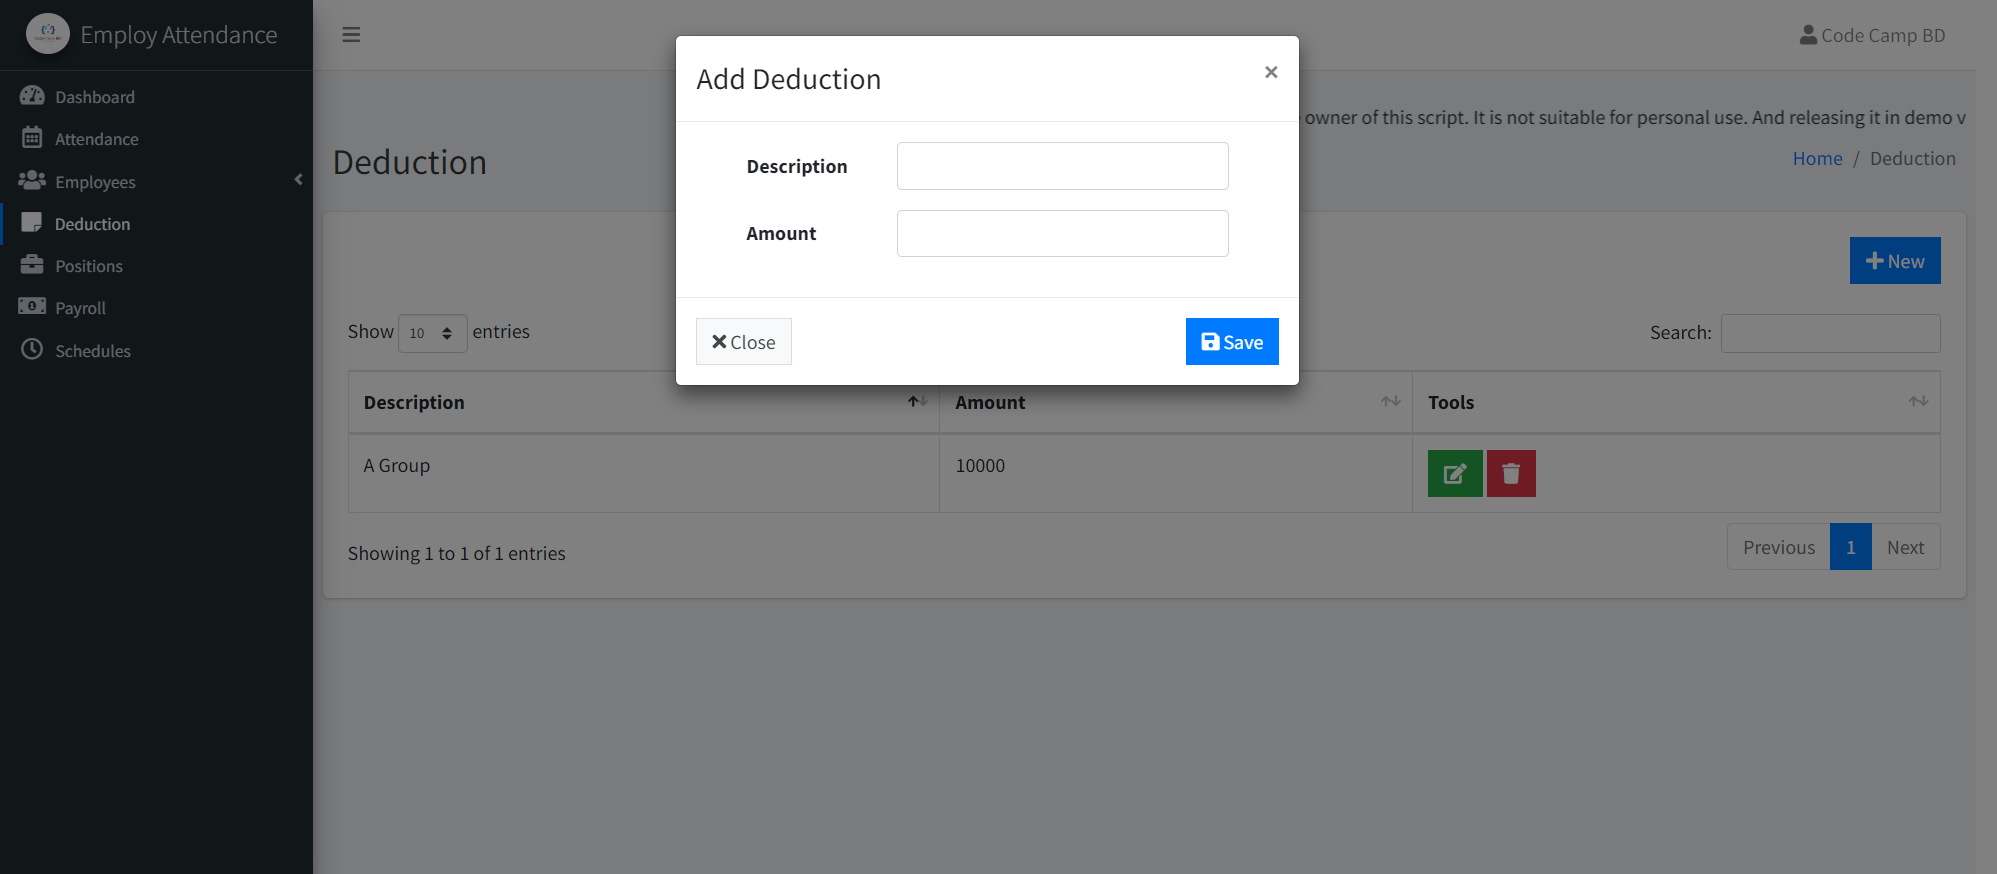 Employ Attendance
Code Camp BD
Dashboard
Attendance
Employees
Deduction
Positions
Payroll
Schedules
owner of this script. It is not suitable for personal use. And releasing it in demo v
Deduction
Home / Deduction
Add Deduction
×
Description
Amount
Close
Save
New
Show 10 entries
Search:
Description
Amount
Tools
A Group
10000
Showing 1 to 1 of 1 entries
Previous
1
Next